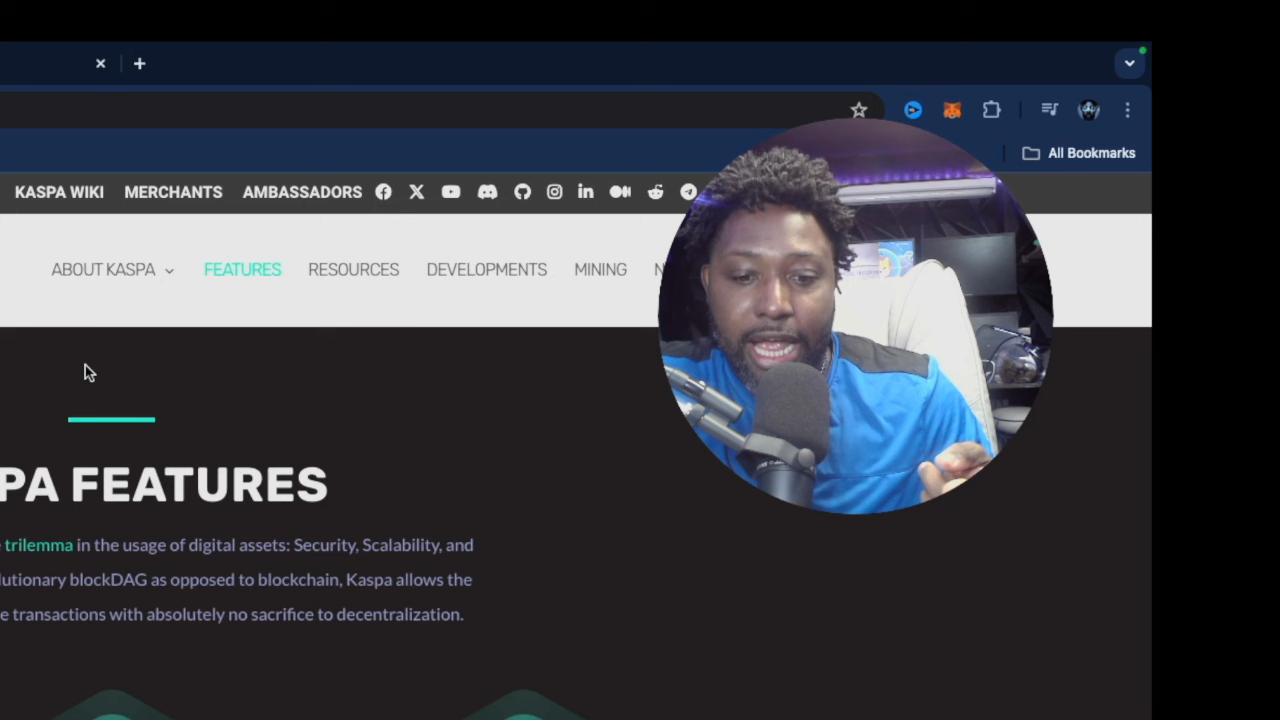 All Bookmarks
KASPA WIKI MERCHANTS AMBASSADORS
ABOUT KASPA FEATURES RESOURCES DEVELOPMENTS MINING N
PA FEATURES
trilemma in the usage of digital assets: Security, Scalability, and
lutionary blockDAG as opposed to blockchain, Kaspa allows the
e transactions with absolutely no sacrifice to decentralization.